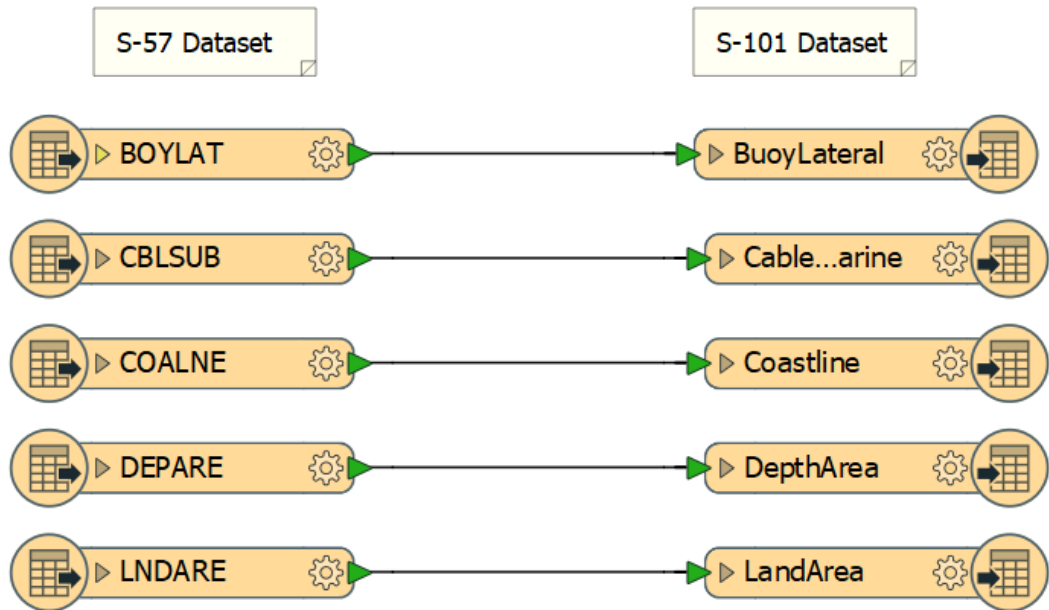 S-57 Dataset S-101 Dataset
BOYLAT BuoyLateral
CBLSUB Cable...arine
COALNE Coastline
DEPARE DepthArea
LNDARE LandArea